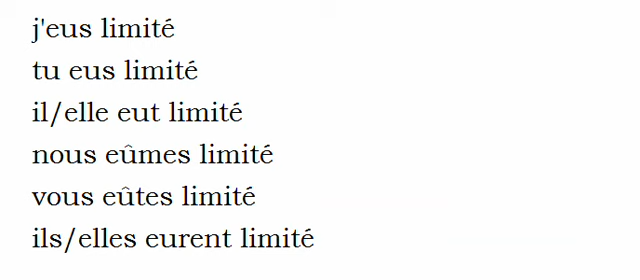 j'eus limité
tu eus limité
il/elle eut limité
nous eûmes limité
vous eûtes limité
ils/elles eurent limité